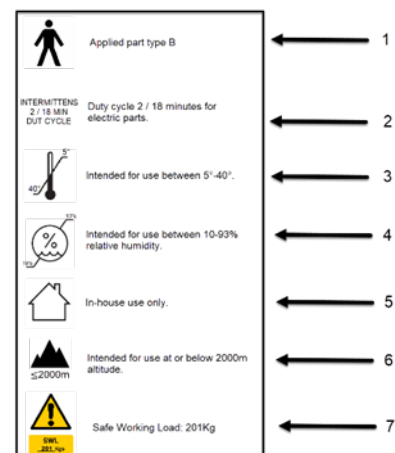 Applied part type B
1
INTERMITTENS
2 / 18 MIN
DUT CYCLE
Duty cycle 2 / 18 minutes for
electric parts.
2
5°
40°
Intended for use between 5°-40°.
3
93%
%
10%
Intended for use between 10-93%
relative humidity.
4
In-house use only.
5
≤2000m
Intended for use at or below 2000m
altitude.
6
SWL
201 Kgs
Safe Working Load: 201Kg
7